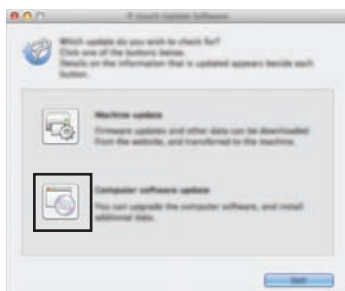 P-touch Update Software
Which update do you wish to check for?
Click one of the buttons below.
Details on the information that is updated appears beside each
button.
Machine update
Firmware updates and other data can be downloaded
from the website, and transferred to the machine.
Computer software update
You can upgrade the computer software, and install
additional data.